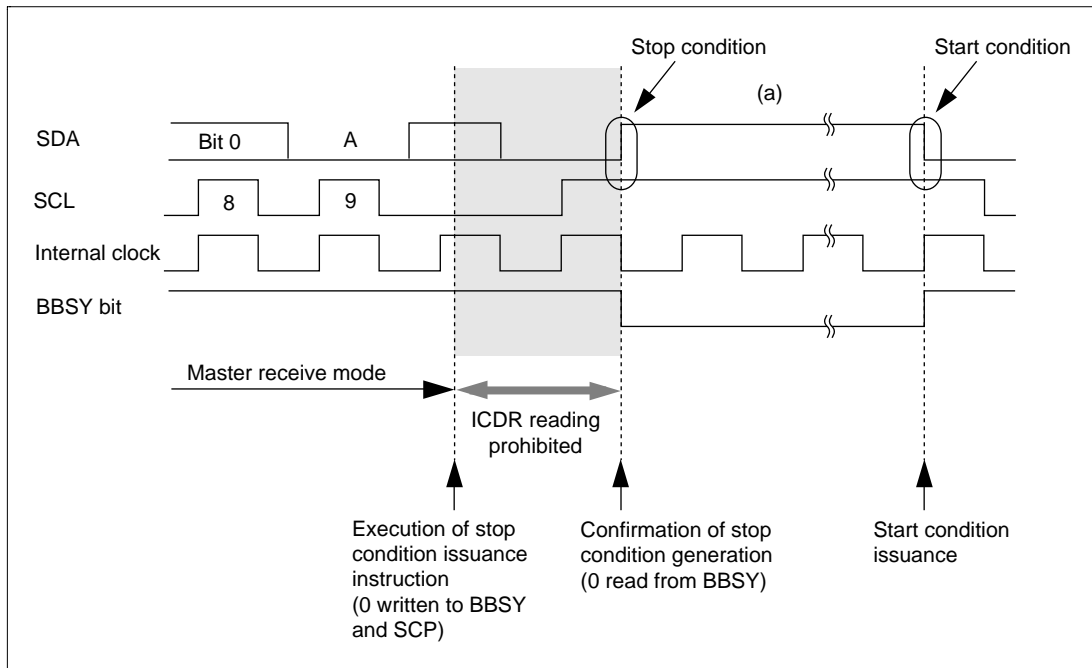 Stop condition
Start condition
(a)
SDA
Bit 0
A
SCL
8
9
Internal clock
BBSY bit
Master receive mode
ICDR reading
prohibited
Execution of stop
condition issuance
instruction
(0 written to BBSY
and SCP)
Confirmation of stop
condition generation
(0 read from BBSY)
Start condition
issuance